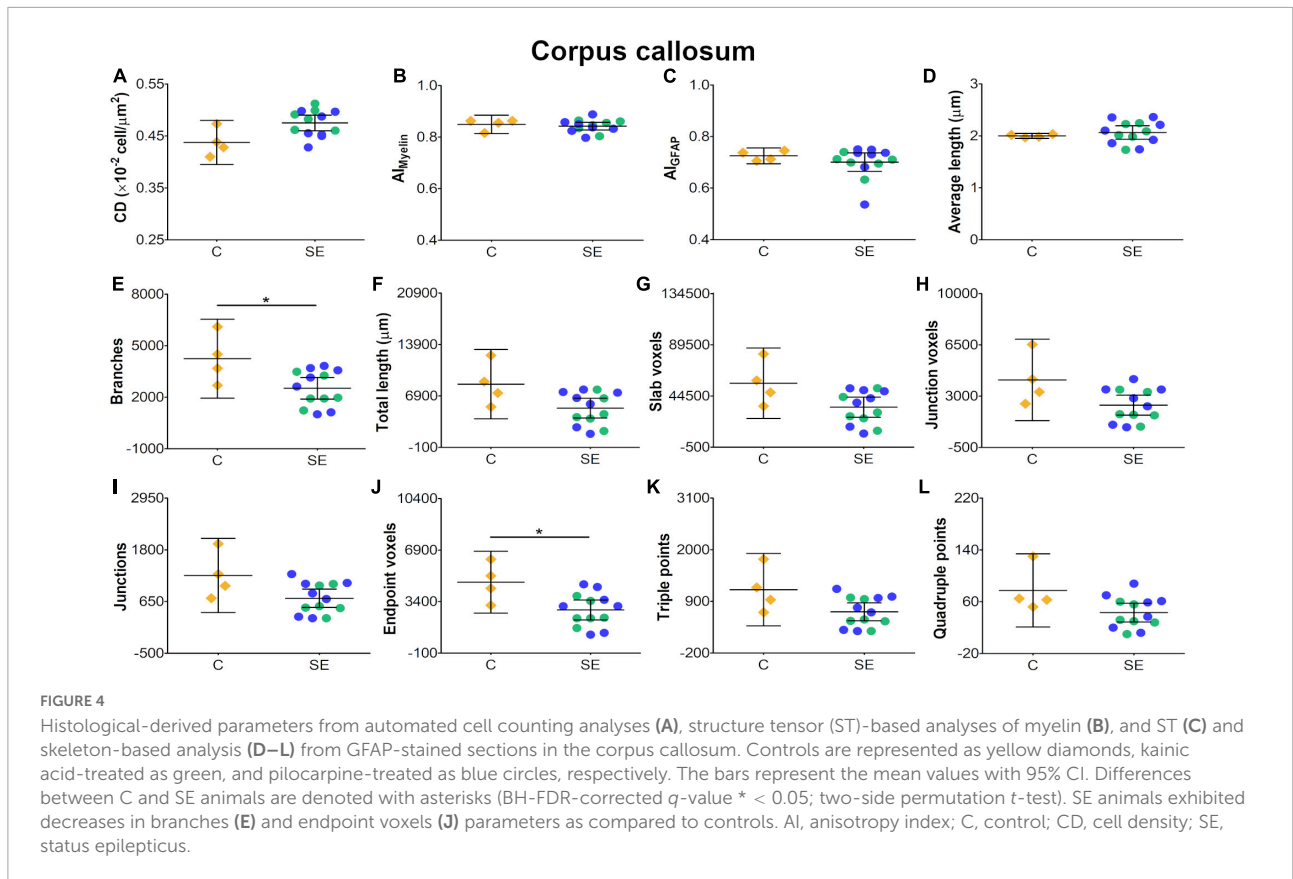 Corpus callosum
A
CD (×10⁻² cell/μm²)
0.55
0.45
0.35
0.25
C
SE
B
AI Myelin
1.0
0.8
0.6
0.4
C
SE
C
AI GFAP
1.0
0.8
0.6
0.4
C
SE
D
Average length (μm)
4
3
2
1
C
SE
E
Branches
8000
5000
2000
-1000
*
C
SE
F
Total length (μm)
20900
13900
6900
-100
C
SE
G
Slab voxels
134500
89500
44500
-500
C
SE
H
Junction voxels
10000
6500
3000
-500
C
SE
I
Junctions
2950
1800
650
-500
C
SE
J
Endpoint voxels
10400
6900
3400
-100
*
C
SE
K
Triple points
3100
2000
900
-200
C
SE
L
Quadruple points
220
140
60
-20
C
SE
FIGURE 4
Histological-derived parameters from automated cell counting analyses (A), structure tensor (ST)-based analyses of myelin (B), and ST (C) and
skeleton-based analysis (D–L) from GFAP-stained sections in the corpus callosum. Controls are represented as yellow diamonds, kainic
acid-treated as green, and pilocarpine-treated as blue circles, respectively. The bars represent the mean values with 95% CI. Differences
between C and SE animals are denoted with asterisks (BH-FDR-corrected q-value * < 0.05; two-side permutation t-test). SE animals exhibited
decreases in branches (E) and endpoint voxels (J) parameters as compared to controls. AI, anisotropy index; C, control; CD, cell density; SE,
status epilepticus.